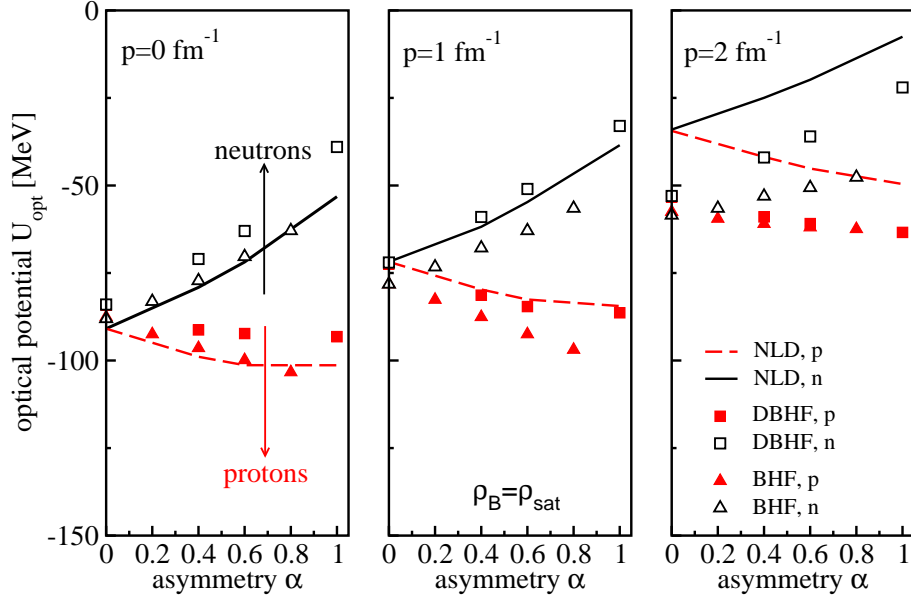 optical potential U_opt [MeV]
0
-50
-100
-150
p=0 fm^-1
neutrons
protons
0 0.2 0.4 0.6 0.8 1
asymmetry α
p=1 fm^-1
ρ_B=ρ_sat
0 0.2 0.4 0.6 0.8 1
asymmetry α
p=2 fm^-1
NLD, p
NLD, n
DBHF, p
DBHF, n
BHF, p
BHF, n
0 0.2 0.4 0.6 0.8 1
asymmetry α